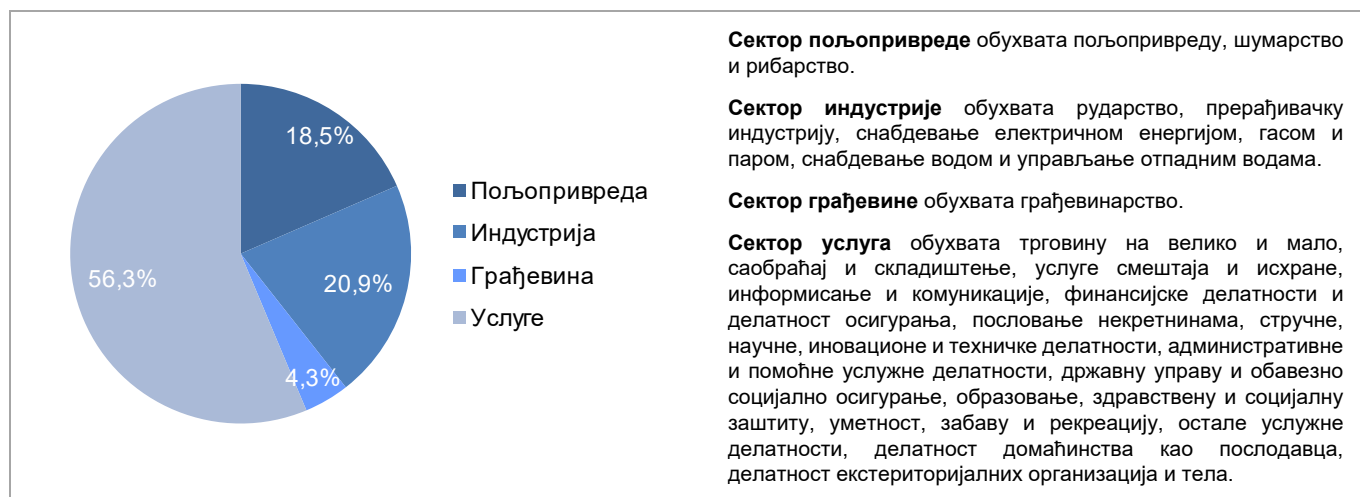 18,5%
20,9%
4,3%
56,3%
Пољопривреда
Индустрија
Грађевина
Услуге
Сектор пољопривреде обухвата пољопривреду, шумарство
и рибарство.
Сектор индустрије обухвата рударство, прерађивачку
индустрију, снабдевање електричном енергијом, гасом и
паром, снабдевање водом и управљање отпадним водама.
Сектор грађевине обухвата грађевинарство.
Сектор услуга обухвата трговину на велико и мало,
саобраћај и складиштење, услуге смештаја и исхране,
информисање и комуникације, финансијске делатности и
делатност осигурања, пословање некретнинама, стручне,
научне, иновационе и техничке делатности, административне
и помоћне услужне делатности, државну управу и обавезно
социјално осигурање, образовање, здравствену и социјалну
заштиту, уметност, забаву и рекреацију, остале услужне
делатности, делатност домаћинства као послодавца,
делатност екстериторијалних организација и тела.